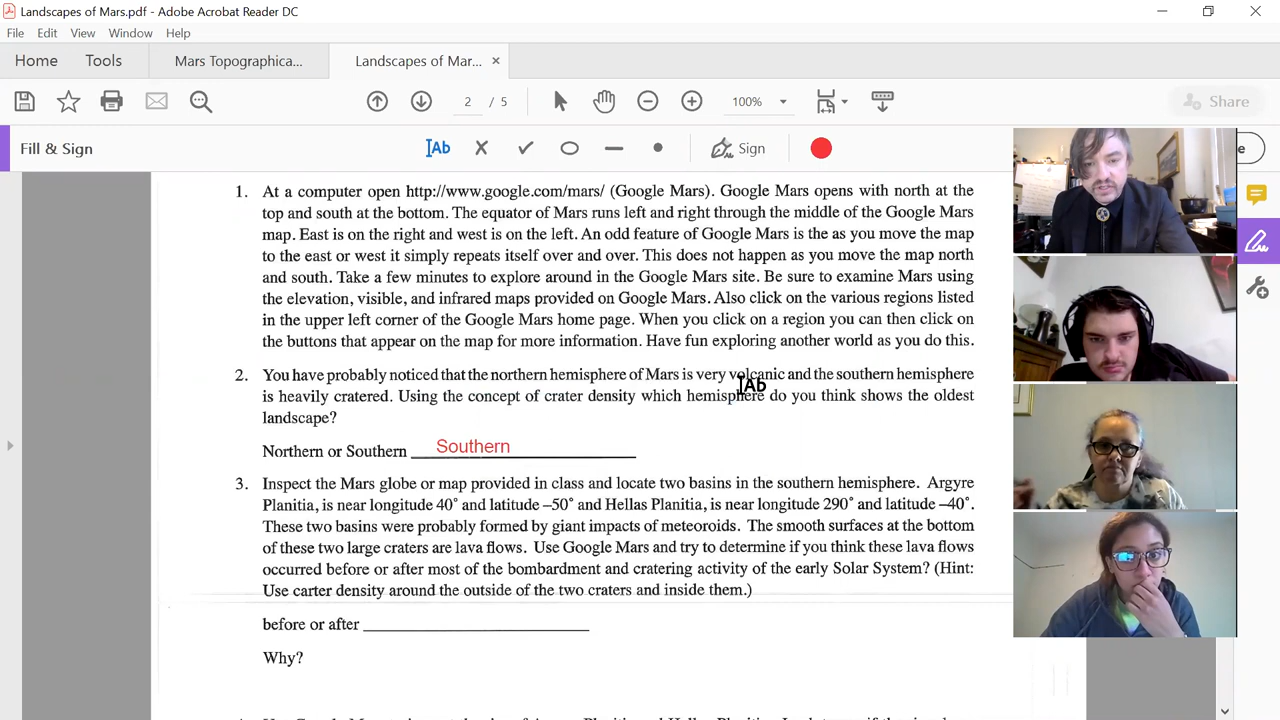 Landscapes of Mars.pdf - Adobe Acrobat Reader DC
File Edit View Window Help
Home Tools Mars Topographica... Landscapes of Mar... ×
2 / 5 100% Share
Fill & Sign Ab Sign
1. At a computer open http://www.google.com/mars/ (Google Mars). Google Mars opens with north at the
top and south at the bottom. The equator of Mars runs left and right through the middle of the Google Mars
map. East is on the right and west is on the left. An odd feature of Google Mars is the as you move the map
to the east or west it simply repeats itself over and over. This does not happen as you move the map north
and south. Take a few minutes to explore around in the Google Mars site. Be sure to examine Mars using
the elevation, visible, and infrared maps provided on Google Mars. Also click on the various regions listed
in the upper left corner of the Google Mars home page. When you click on a region you can then click on
the buttons that appear on the map for more information. Have fun exploring another world as you do this.
2. You have probably noticed that the northern hemisphere of Mars is very volcanic and the southern hemisphere
is heavily cratered. Using the concept of crater density which hemisphere do you think shows the oldest
landscape?
Northern or Southern Southern
3. Inspect the Mars globe or map provided in class and locate two basins in the southern hemisphere. Argyre
Planitia, is near longitude 40° and latitude –50° and Hellas Planitia, is near longitude 290° and latitude –40°.
These two basins were probably formed by giant impacts of meteoroids. The smooth surfaces at the bottom
of these two large craters are lava flows. Use Google Mars and try to determine if you think these lava flows
occurred before or after most of the bombardment and cratering activity of the early Solar System? (Hint:
Use carter density around the outside of the two craters and inside them.)
before or after
Why?